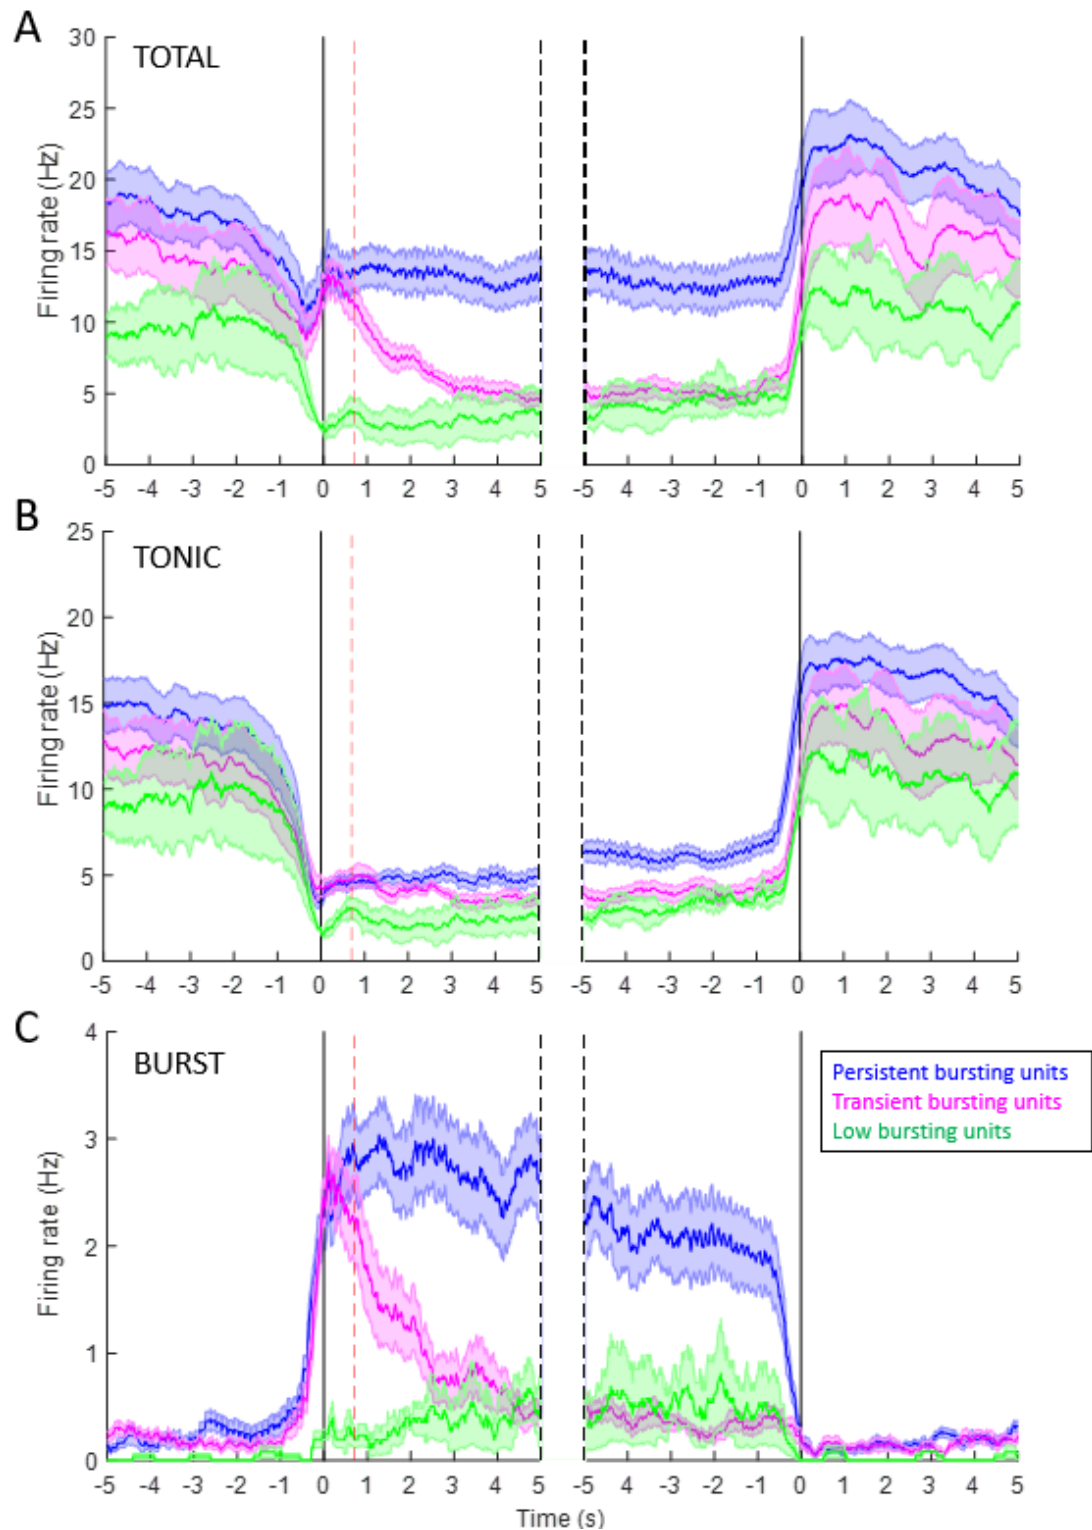 A
TOTAL
Firing rate (Hz)
30
25
20
15
10
5
0
-5 -4 -3 -2 -1 0 1 2 3 4 5 -5 -4 -3 -2 -1 0 1 2 3 4 5
B
TONIC
Firing rate (Hz)
25
20
15
10
5
0
-5 -4 -3 -2 -1 0 1 2 3 4 5 -5 -4 -3 -2 -1 0 1 2 3 4 5
C
BURST
Firing rate (Hz)
4
3
2
1
0
Persistent bursting units
Transient bursting units
Low bursting units
-5 -4 -3 -2 -1 0 1 2 3 4 5 -5 -4 -3 -2 -1 0 1 2 3 4 5
Time (s)